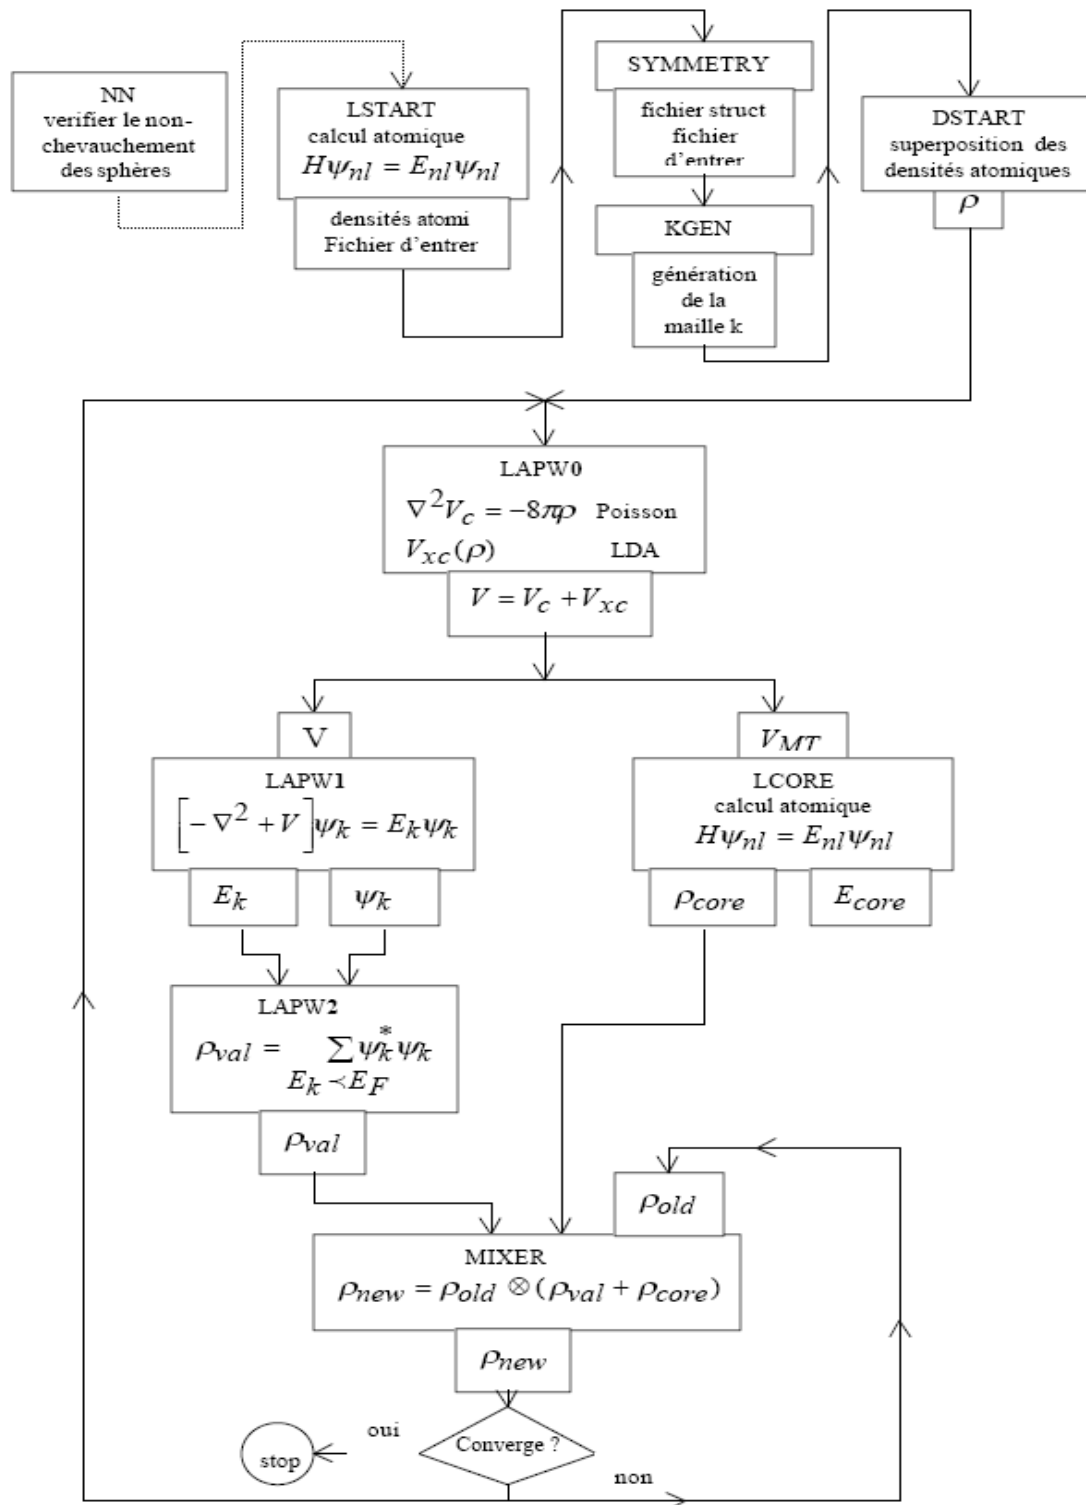 NN
verifier le non-
chevauchement
des sphères
LSTART
calcul atomique
Hψnl = Enlψnl
densités atomi
Fichier d’entrer
SYMMETRY
fichier struct
fichier
d’entrer
KGEN
génération
de la
maille k
DSTART
superposition des
densités atomiques
ρ
LAPW0
∇²Vc = −8πρ Poisson
Vxc(ρ) LDA
V = Vc + Vxc
V
LAPW1
[−∇² + V]ψk = Ekψk
Ek
ψk
VMT
LCORE
calcul atomique
Hψnl = Enlψnl
ρcore
Ecore
LAPW2
ρval = ∑ψk*ψk
Ek ≺EF
ρval
ρold
MIXER
ρnew = ρold ⊗(ρval + ρcore)
ρnew
Converge ?
oui
stop
non